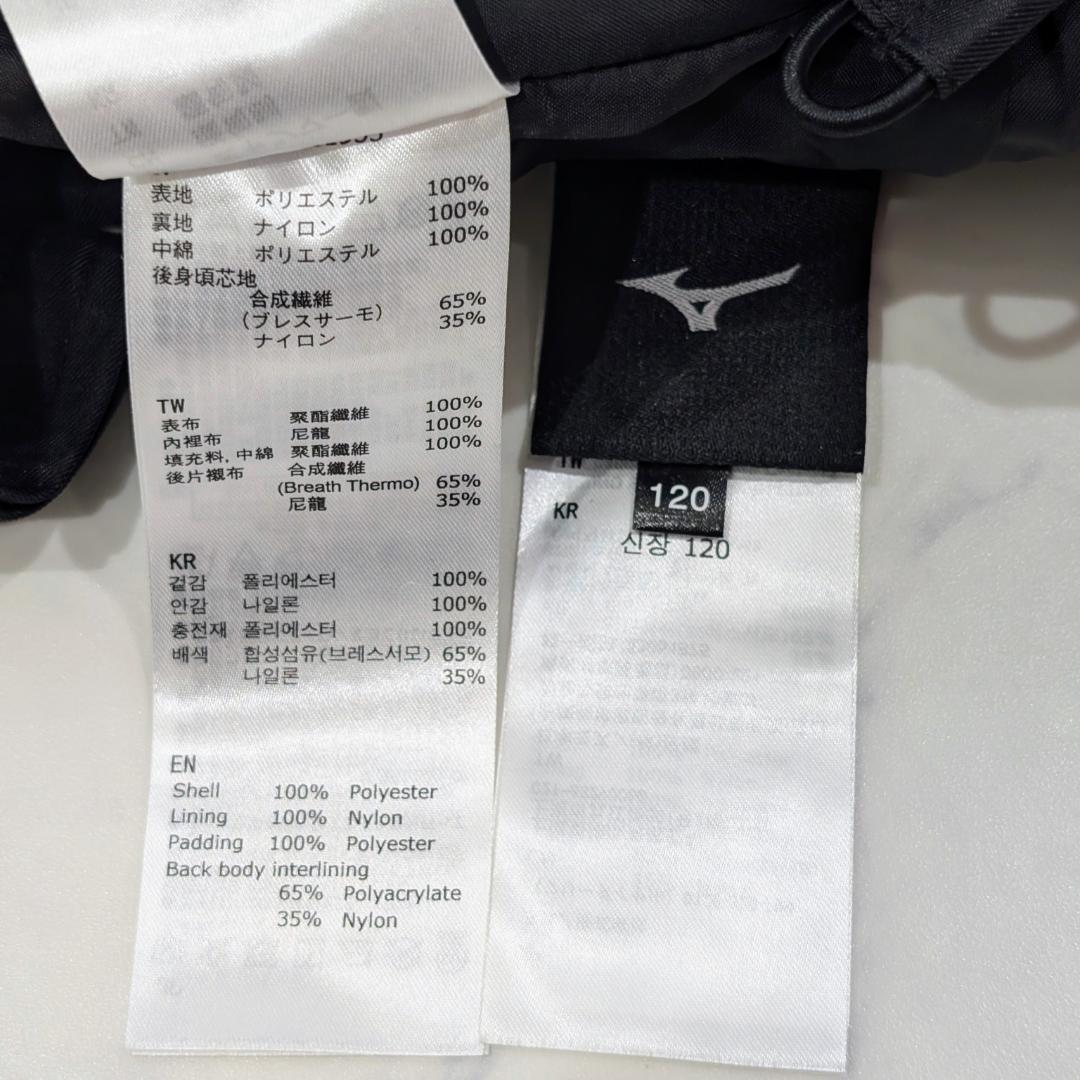 表地 ポリエステル 100%
裏地 ナイロン 100%
中綿 ポリエステル 100%
後身頃芯地
合成繊維 65%
(ブレスサーモ) 35%
ナイロン
TW
表布 聚酯纖維 100%
內裡布 尼龍 100%
填充料, 中綿 聚酯纖維 100%
後片襯布 合成纖維
(Breath Thermo) 65%
尼龍 35%
KR
겉감 폴리에스터 100%
안감 나일론 100%
충전재 폴리에스터 100%
배색 합성섬유(브레스서모) 65%
나일론 35%
EN
Shell 100% Polyester
Lining 100% Nylon
Padding 100% Polyester
Back body interlining
65% Polyacrylate
35% Nylon
TW
120
KR
신장 120